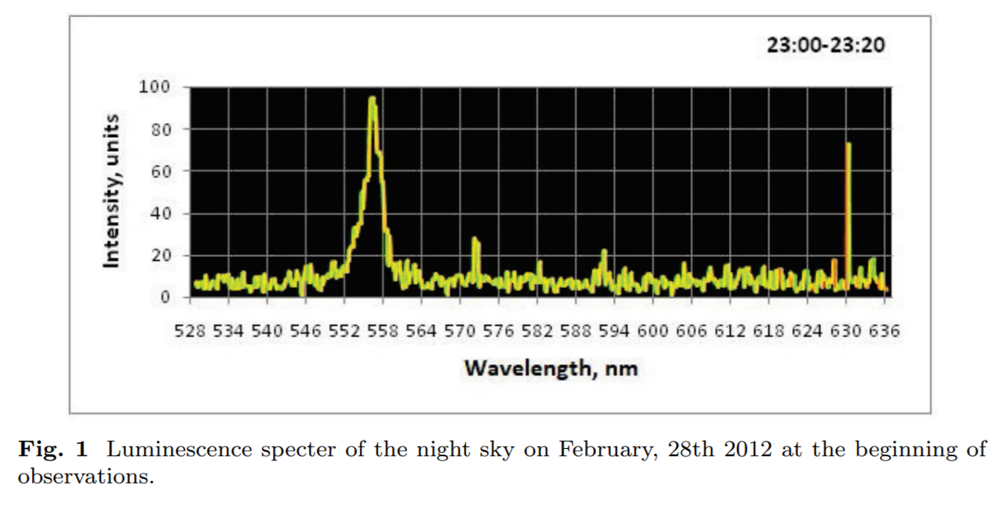 23:00-23:20
100
80
60
40
20
0
Intensity, units
528 534 540 546 552 558 564 570 576 582 588 594 600 606 612 618 624 630 636
Wavelength, nm
Fig. 1 Luminescence specter of the night sky on February, 28th 2012 at the beginning of
observations.